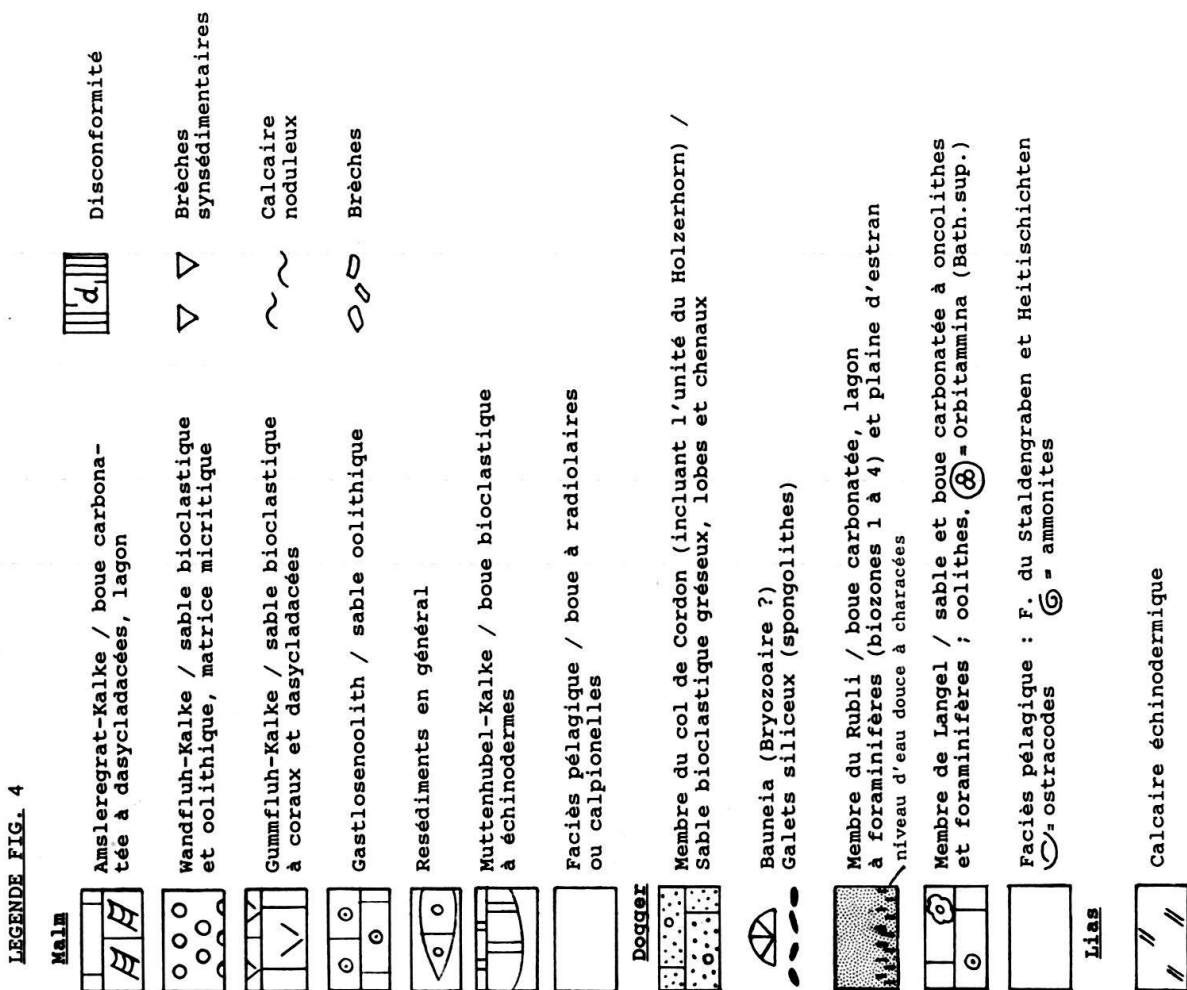 LEGENDE FIG. 4
Malm
Amsleregrat-Kalke / boue carbona-
tée à dasycladacées, lagon
Wandfluh-Kalke / sable bioclastique
et oolithique, matrice micritique
Gummfluh-Kalke / sable bioclastique
à coraux et dasycladacées
Gastlosenoolith / sable oolithique
Resédiments en général
Muttenhubel-Kalke / boue bioclastique
à échinodermes
Faciès pélagique / boue à radiolaires
ou calpionelles
d
Disconformité
Brèches
synsédimentaires
Calcaire
noduleux
Brèches
Dogger
Membre du col de Cordon (incluant l'unité du Holzerhorn) /
Sable bioclastique gréseux, lobes et chenaux
Bauneia (Bryozoaire ?)
Galets siliceux (spongolithes)
Membre du Rubli / boue carbonatée, lagon
à foraminifères (biozones 1 à 4) et plaine d'estran
niveau d'eau douce à characées
Membre de Langel / sable et boue carbonatée à oncolithes
et foraminifères ; oolithes. = Orbitammina (Bath.sup.)
Faciès pélagique : F. du Staldengraben et Heitischichten
= ostracodes = ammonites
Lias
Calcaire échinodermique